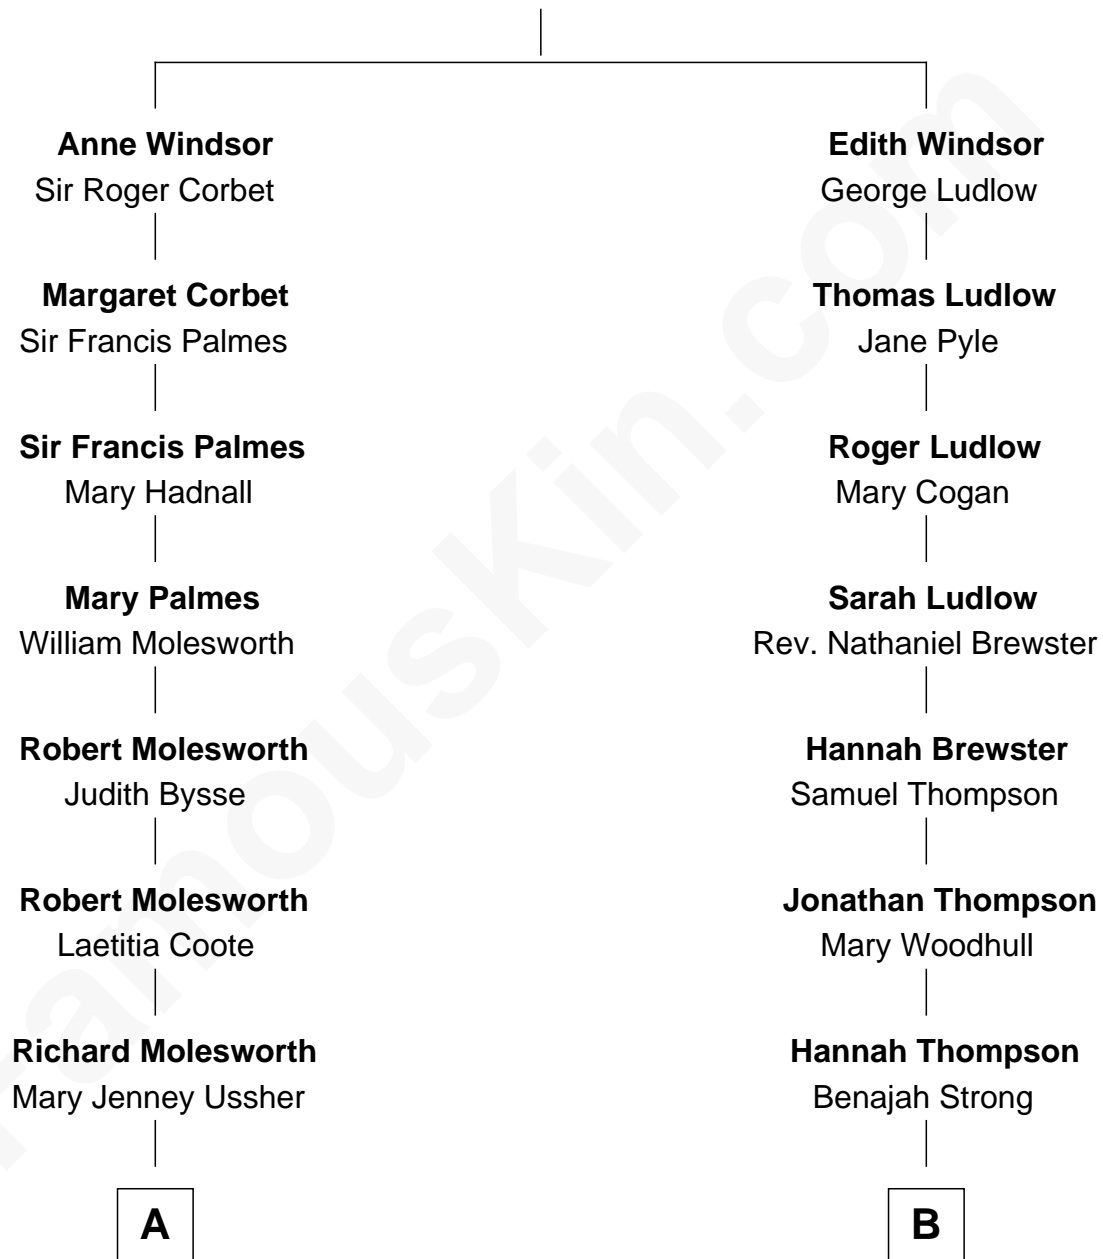 Anne Windsor
Sir Roger Corbet
Margaret Corbet
Sir Francis Palmes
Sir Francis Palmes
Mary Hadnall
Mary Palmes
William Molesworth
Robert Molesworth
Judith Bysse
Robert Molesworth
Laetitia Coote
Richard Molesworth
Mary Jenney Ussher
A
Edith Windsor
George Ludlow
Thomas Ludlow
Jane Pyle
Roger Ludlow
Mary Cogan
Sarah Ludlow
Rev. Nathaniel Brewster
Hannah Brewster
Samuel Thompson
Jonathan Thompson
Mary Woodhull
Hannah Thompson
Benajah Strong
B
FamousKin.com